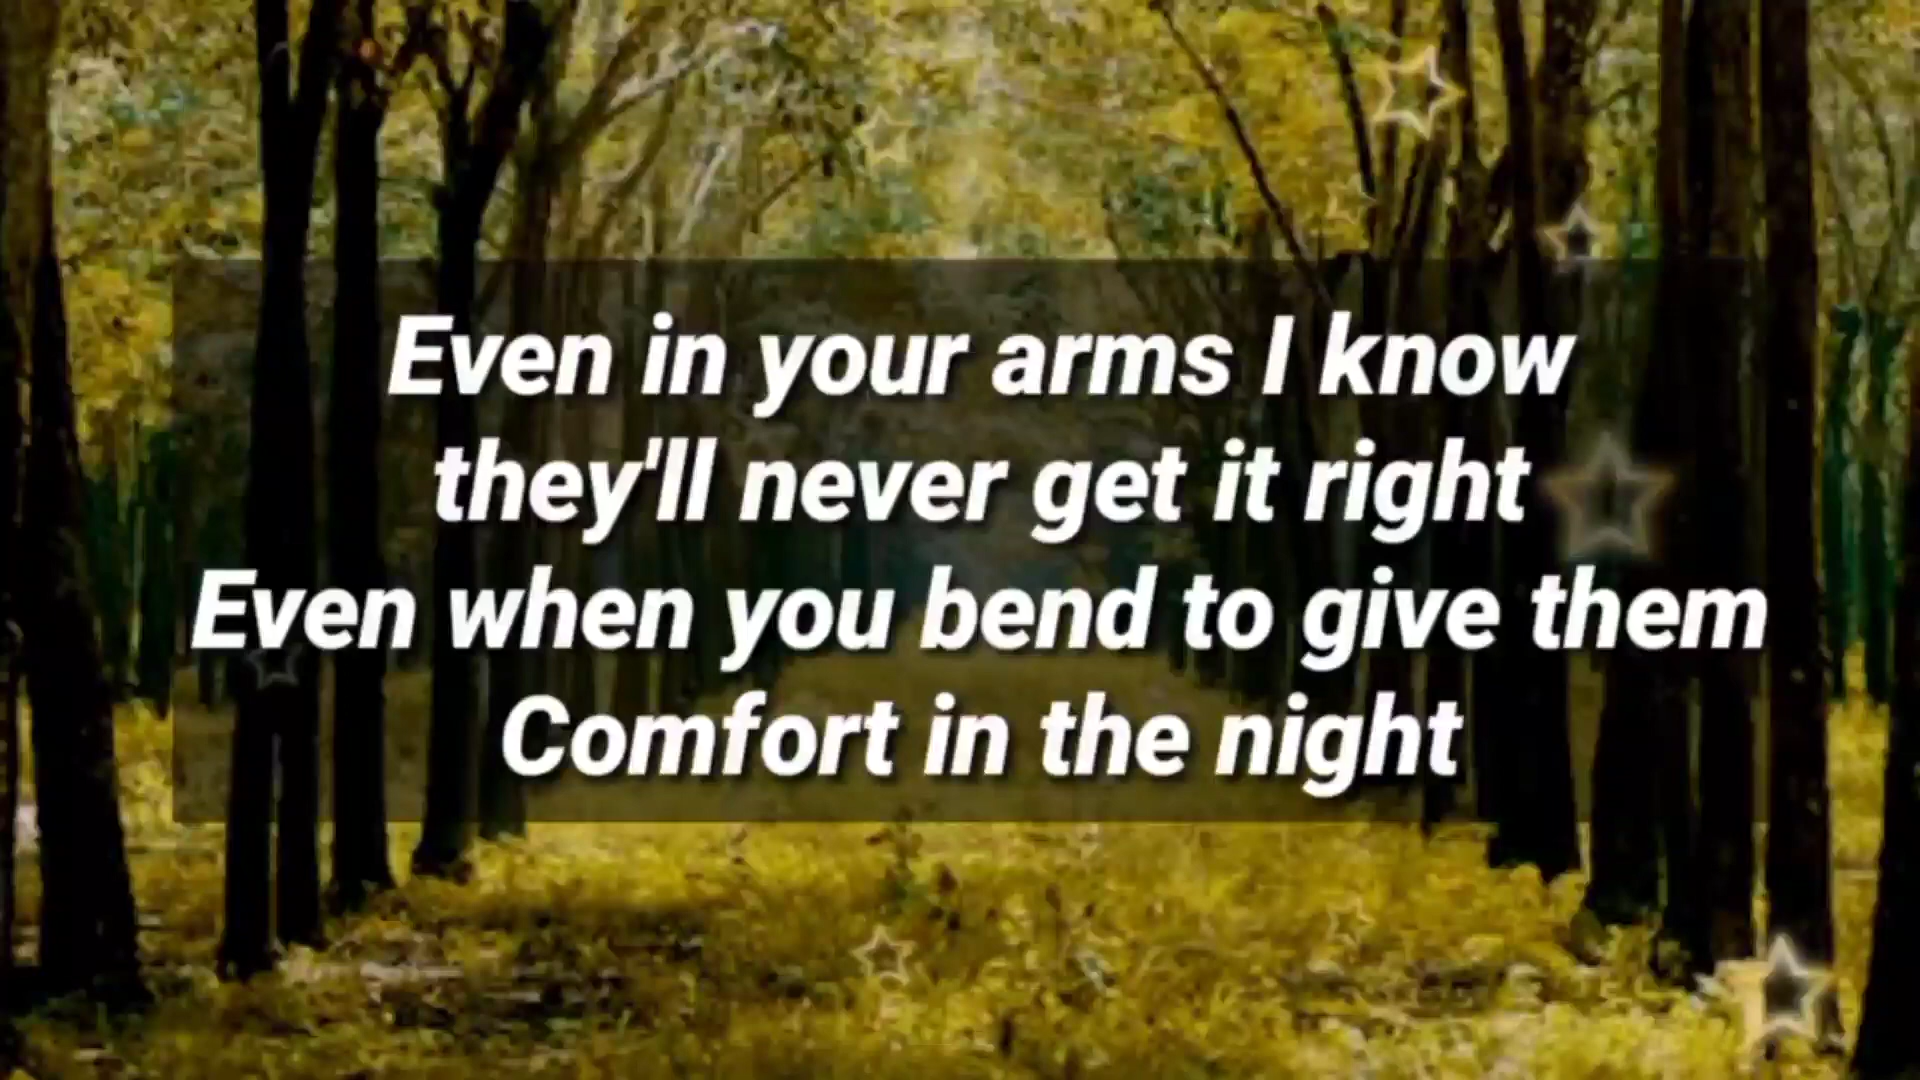 Even in your arms I know
they'll never get it right
Even when you bend to give them
Comfort in the night